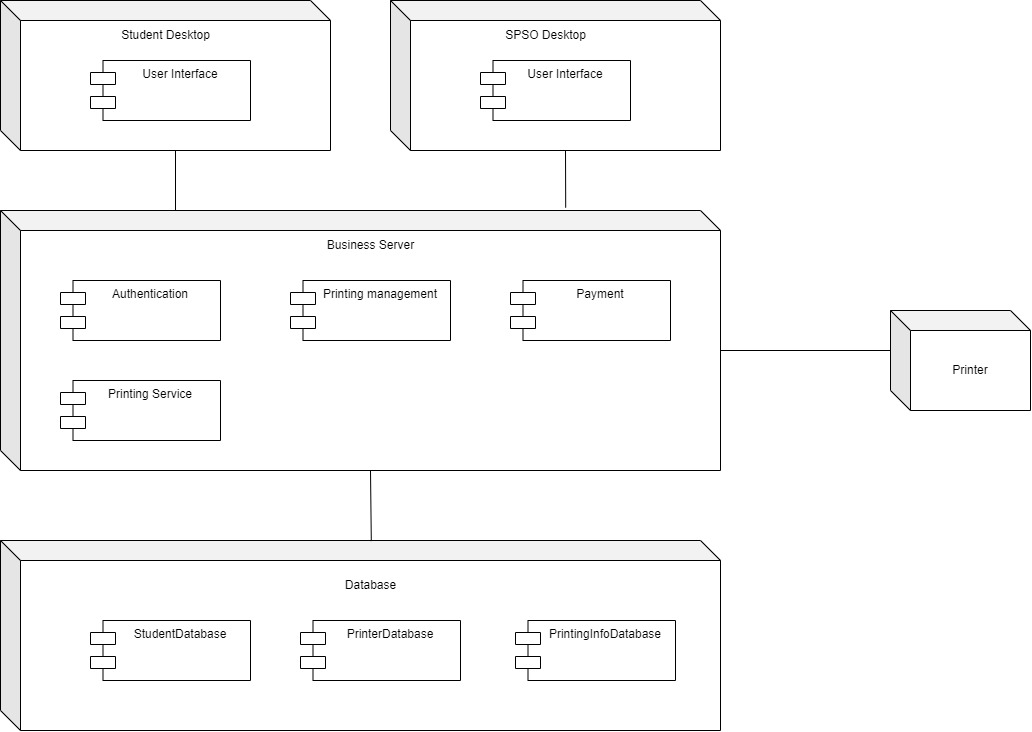 Student Desktop
User Interface
SPSO Desktop
User Interface
Business Server
Authentication
Printing management
Payment
Printing Service
Printer
Database
StudentDatabase
PrinterDatabase
PrintingInfoDatabase